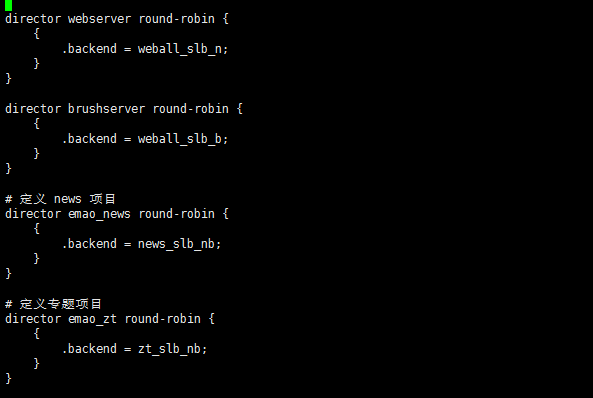 director webserver round-robin {
    {
        .backend = weball_slb_n;
    }
}
director brushserver round-robin {
    {
        .backend = weball_slb_b;
    }
}
# 定义 news 项目
director emao_news round-robin {
    {
        .backend = news_slb_nb;
    }
}
# 定义专题项目
director emao_zt round-robin {
    {
        .backend = zt_slb_nb;
    }
}